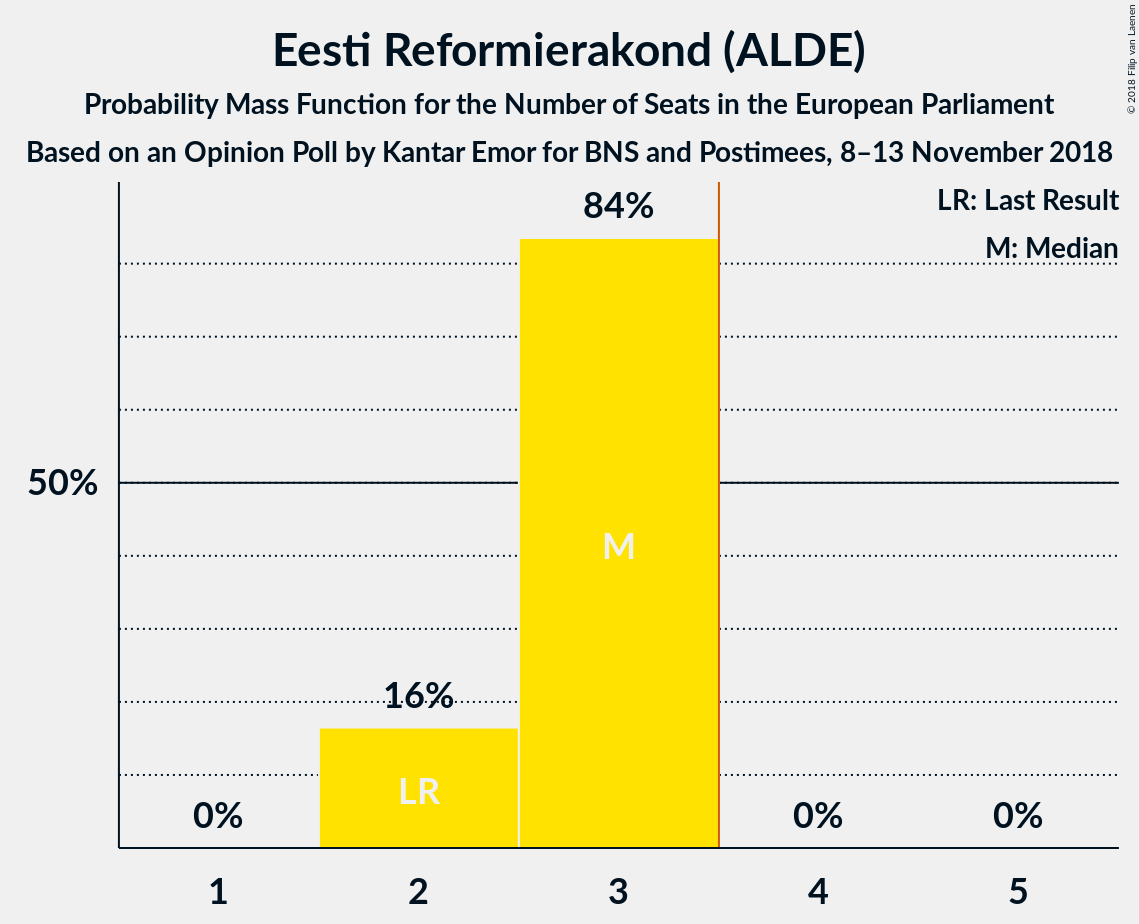 Eesti Reformierakond (ALDE)
Probability Mass Function for the Number of Seats in the European Parliament
Based on an Opinion Poll by Kantar Emor for BNS and Postimees, 8–13 November 2018
© 2018 Filip van Laenen
LR: Last Result
M: Median
84%
50%
M
16%
LR
0%
0%
0%
1
2
3
4
5